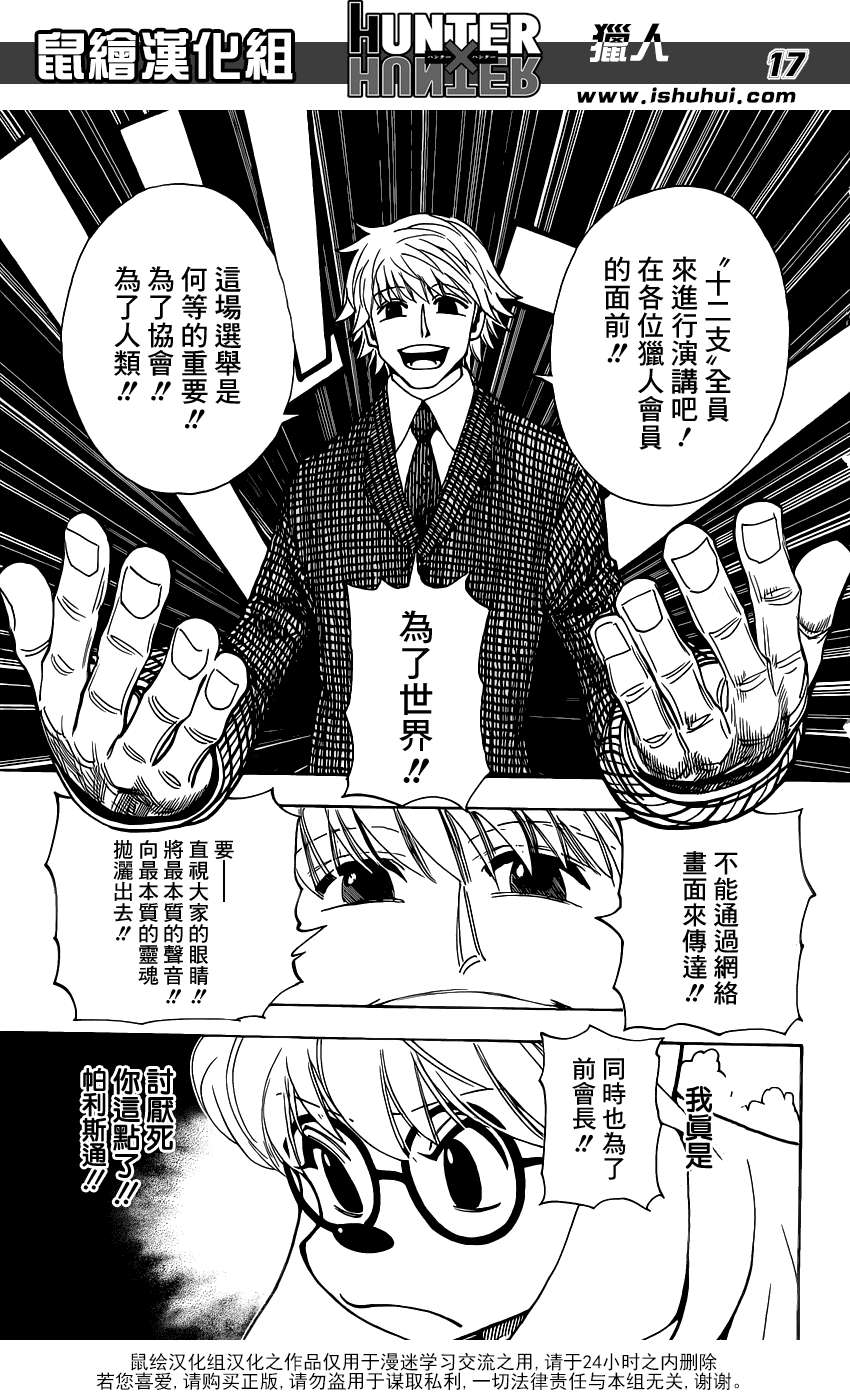 鼠繪漢化組
HUNTER
ハンター×ハンター
HUNTER
獵人
17
www.ishuhui.com
“十二支”全員
來進行演講吧！
在各位獵人會員
的面前！！
這場選舉是
何等的重要！！
為了協會！！
為了人類！！
為了世界！！
不能通過網絡
畫面來傳達！！
要——
直視大家的眼睛！！
將最本質的聲音！！
向最本質的靈魂
拋灑出去！！
同時也為了
前會長！！
我真是
討厭死
你這點了！！
帕利斯通！！
鼠绘汉化组汉化之作品仅用于漫迷学习交流之用, 请于24小时之内删除
若您喜爱, 请购买正版, 请勿盗用于谋取私利, 一切法律责任与本组无关, 谢谢.